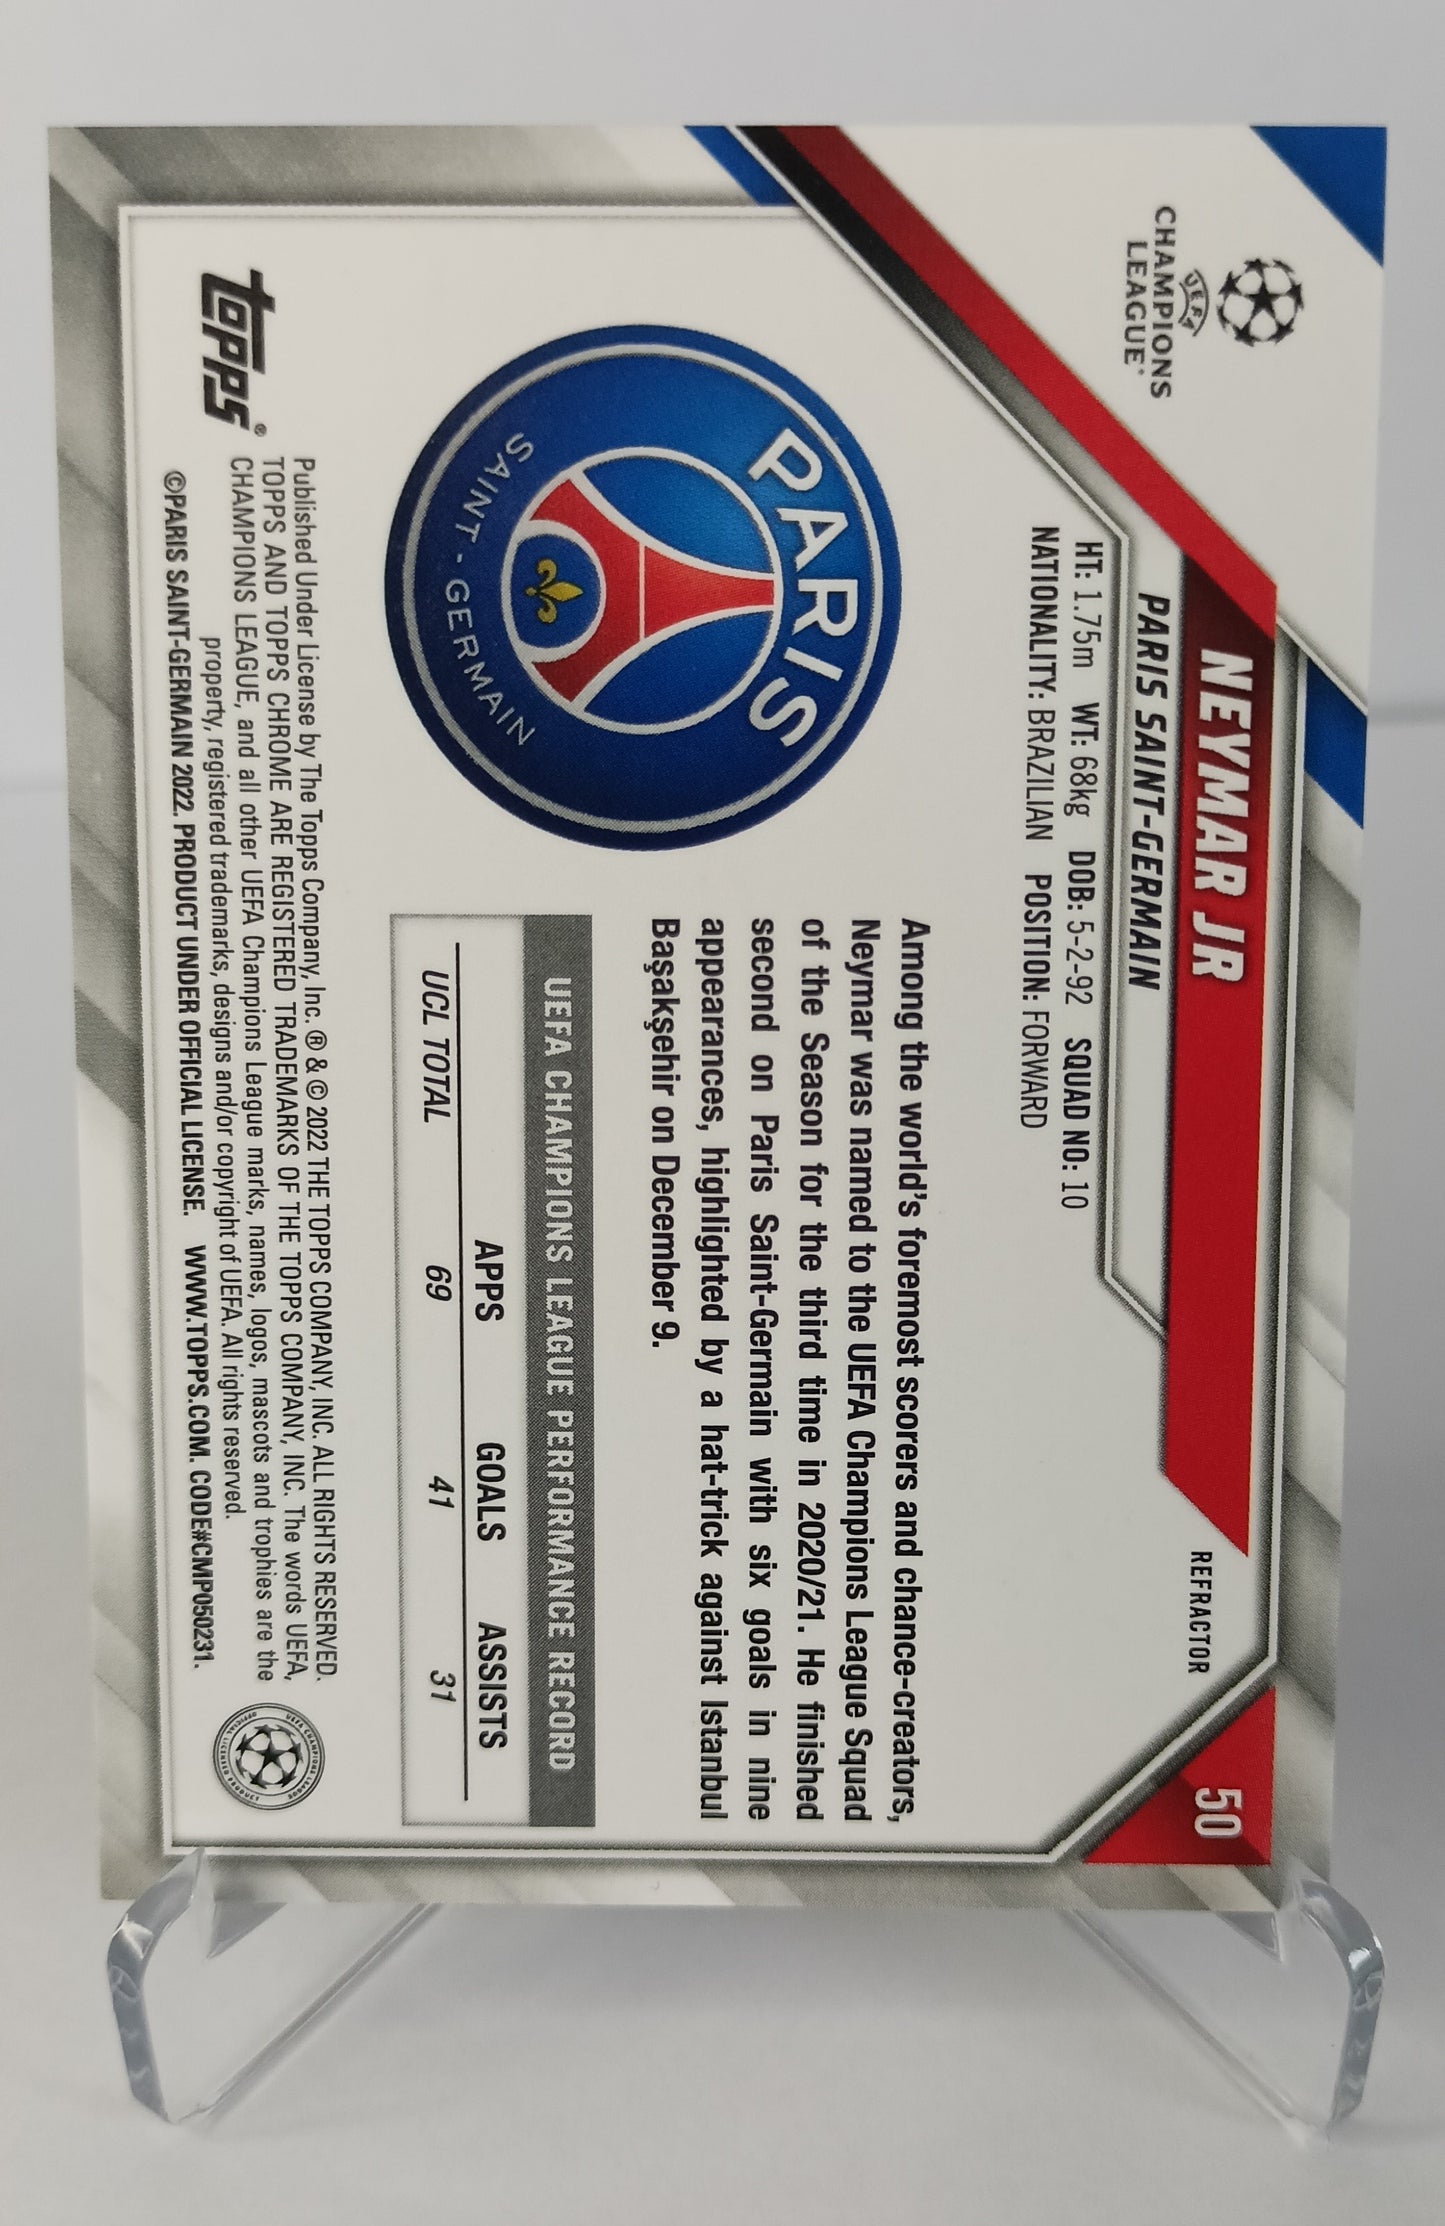 UEFA
CHAMPIONS
LEAGUE
REFRACTOR
50
NEYMAR JR
PARIS SAINT-GERMAIN
HT: 1.75m WT: 68kg DOB: 5-2-92 SQUAD NO: 10
NATIONALITY: BRAZILIAN POSITION: FORWARD
PARIS
SAINT-GERMAIN
Among the world's foremost scorers and chance-creators,
Neymar was named to the UEFA Champions League Squad
of the Season for the third time in 2020/21. He finished
second on Paris Saint-Germain with six goals in nine
appearances, highlighted by a hat-trick against Istanbul
Başakşehir on December 9.
UEFA CHAMPIONS LEAGUE PERFORMANCE RECORD
APPS GOALS ASSISTS
UCL TOTAL 69 41 31
topps®
Published Under License by The Topps Company, Inc. ® & © 2022 THE TOPPS COMPANY, INC. ALL RIGHTS RESERVED.
TOPPS AND TOPPS CHROME ARE REGISTERED TRADEMARKS OF THE TOPPS COMPANY, INC. The words UEFA,
CHAMPIONS LEAGUE, and all other UEFA Champions League marks, names, logos, mascots and trophies are the
property, registered trademarks, designs and/or copyright of UEFA. All rights reserved.
©PARIS SAINT-GERMAIN 2022. PRODUCT UNDER OFFICIAL LICENSE. WWW.TOPPS.COM. CODE#CMP050231.
UEFA CHAMPIONS LEAGUE
OFFICIAL LICENSED PRODUCT